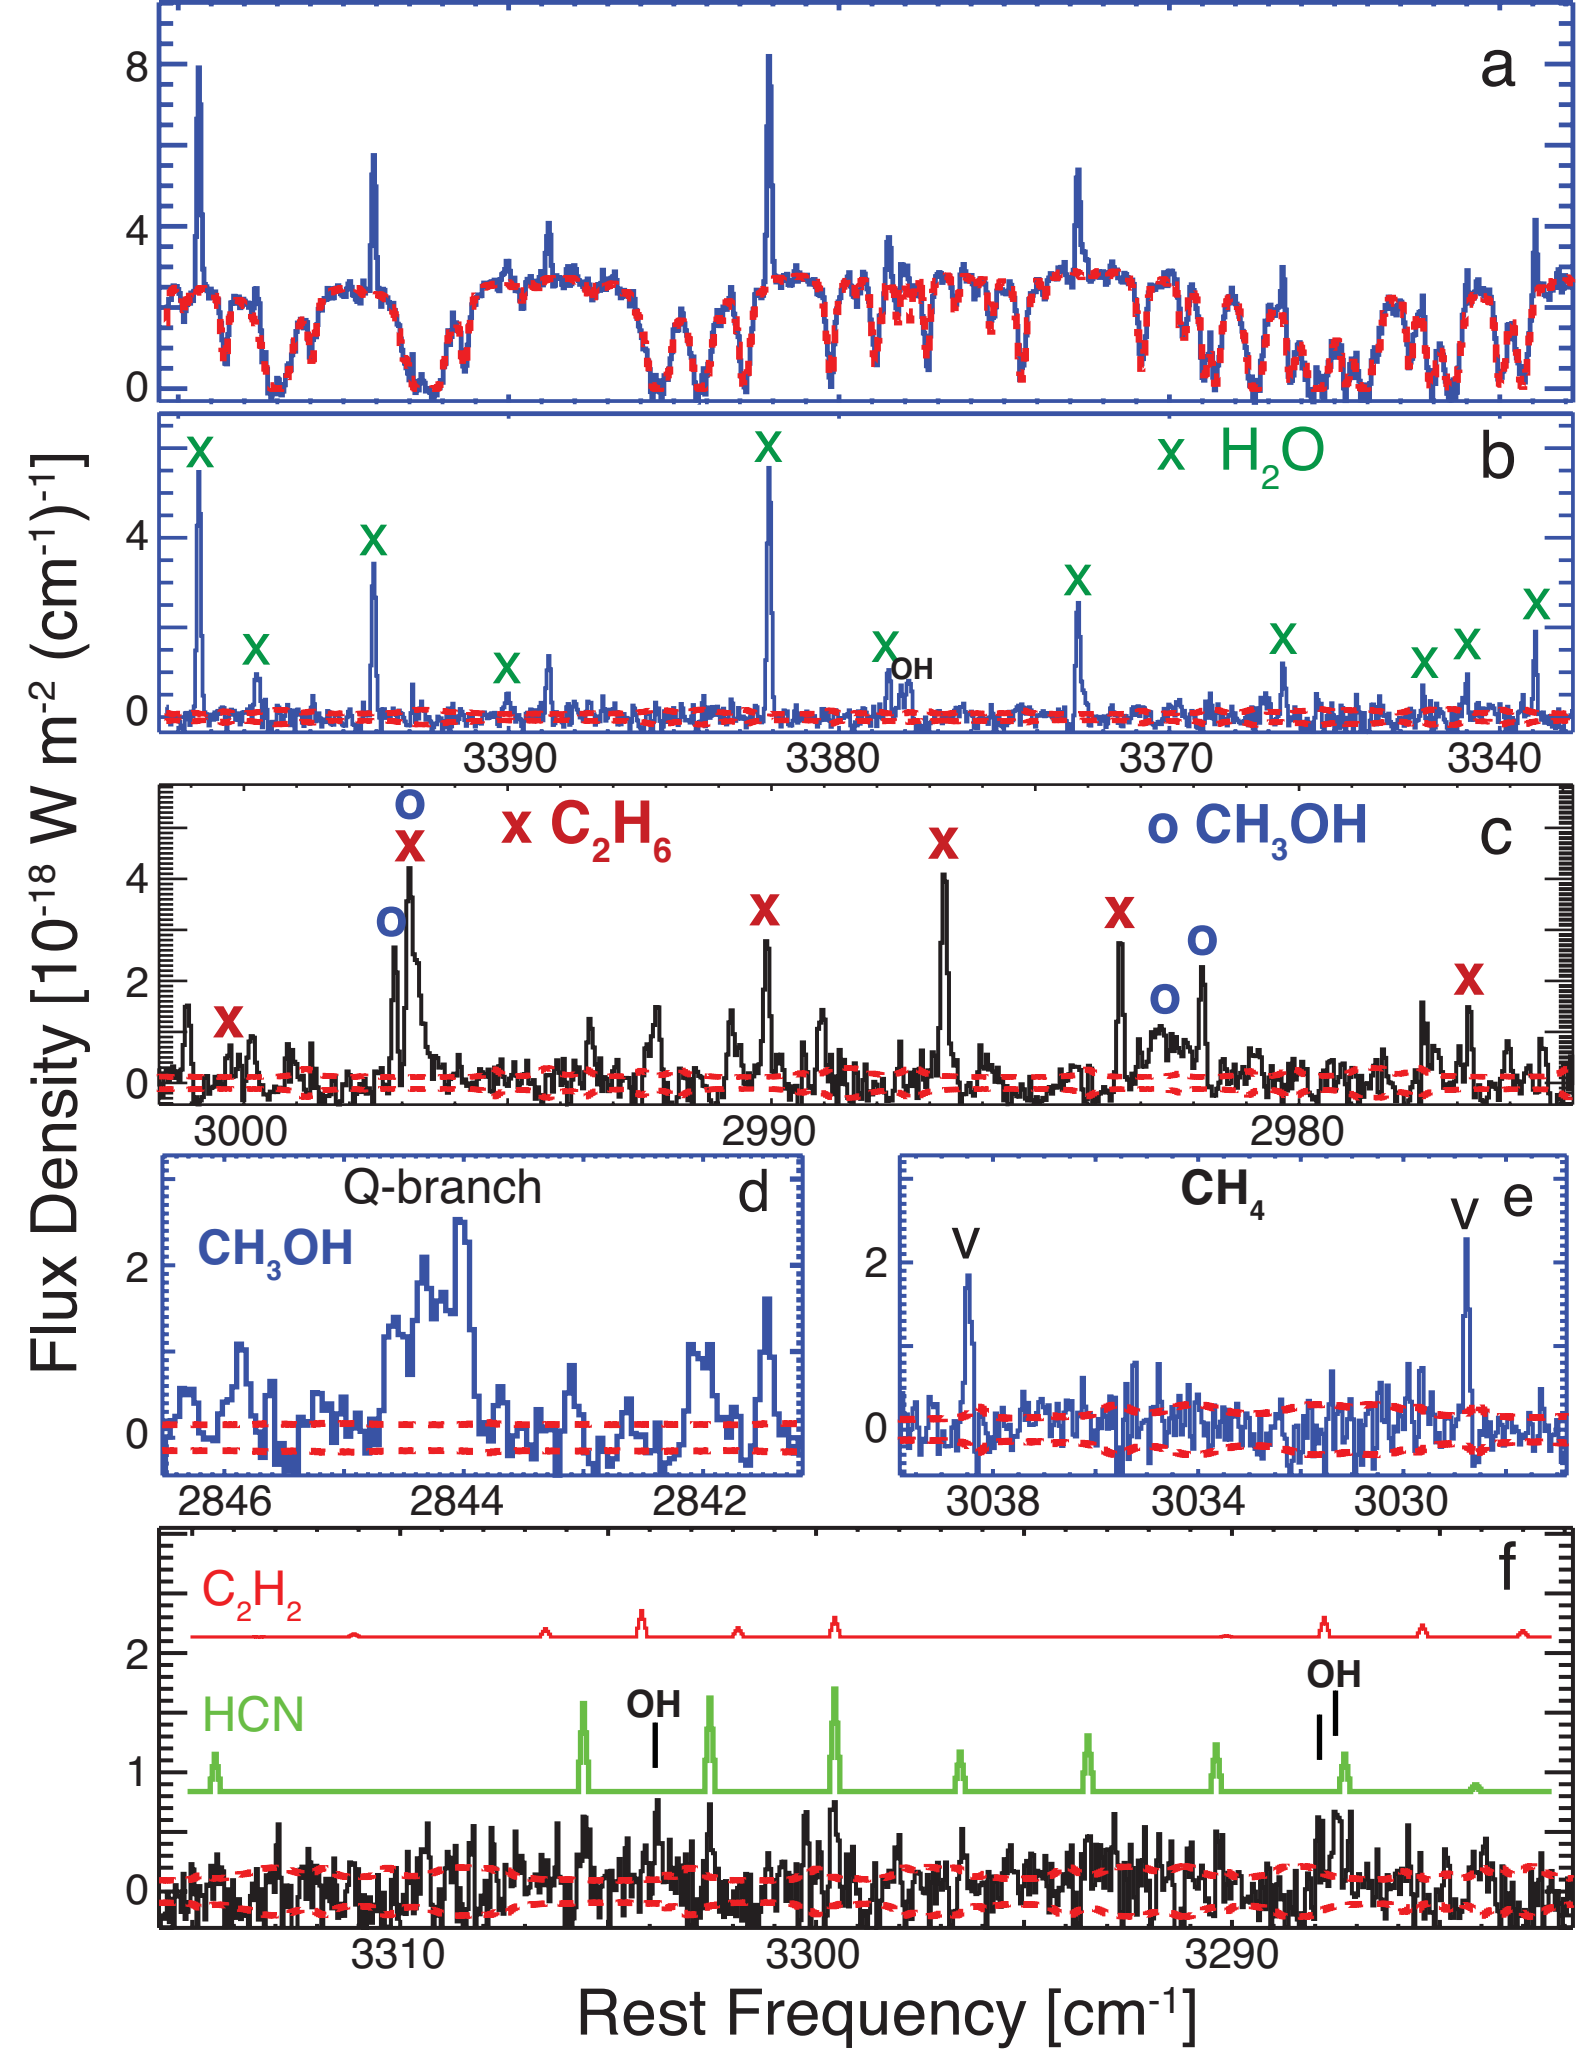 Flux Density [10⁻¹⁸ W m⁻² (cm⁻¹)⁻¹]
a
8
4
0
x H₂O b
X X X X X X X X X X X
OH
4
0
3390 3380 3370 3340
o
x x C₂H₆ o CH₃OH c
x
o x x o
o x
x
4
2
0
3000 2990 2980
Q-branch d
CH₃OH
2
0
2846 2844 2842
CH₄ e
v v
2
0
3038 3034 3030
f
C₂H₂
2
OH
OH
HCN
1
0
3310 3300 3290
Rest Frequency [cm⁻¹]